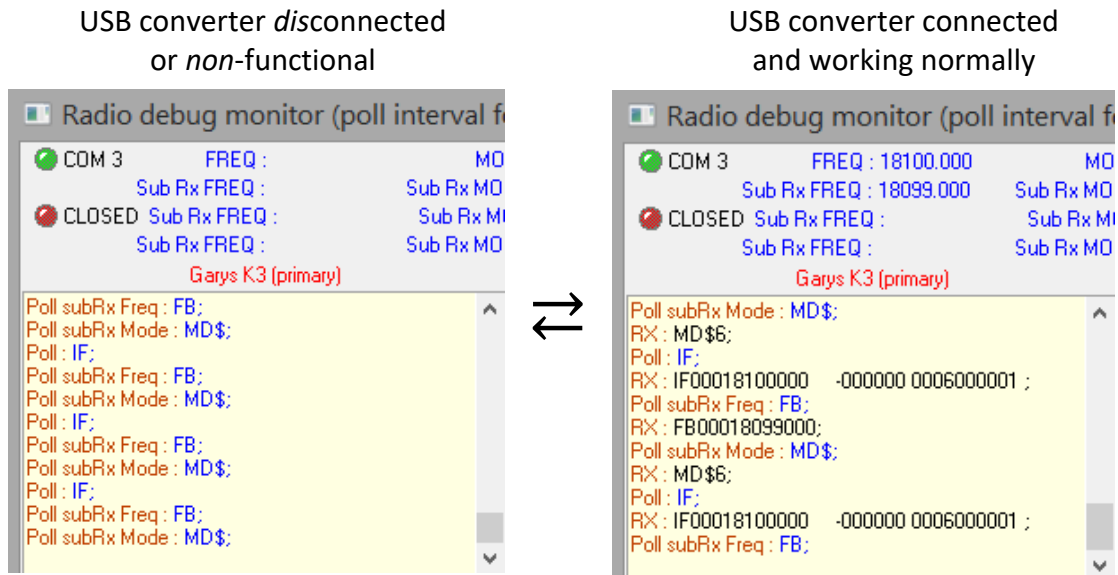 USB converter disconnected
or non-functional
Radio debug monitor (poll interval f
COM 3 FREQ : MO
Sub Rx FREQ : Sub Rx MO
CLOSED Sub Rx FREQ : Sub Rx M
Sub Rx FREQ : Sub Rx MO
Garys K3 (primary)
Poll subRx Freq : FB;
Poll subRx Mode : MD$;
Poll : IF;
Poll subRx Freq : FB;
Poll subRx Mode : MD$;
Poll : IF;
Poll subRx Freq : FB;
Poll subRx Mode : MD$;
Poll : IF;
Poll subRx Freq : FB;
Poll subRx Mode : MD$;
USB converter connected
and working normally
Radio debug monitor (poll interval f
COM 3 FREQ : 18100.000 MO
Sub Rx FREQ : 18099.000 Sub Rx MO
CLOSED Sub Rx FREQ : Sub Rx M
Sub Rx FREQ : Sub Rx MO
Garys K3 (primary)
Poll subRx Mode : MD$;
RX : MD$6;
Poll : IF;
RX : IF00018100000 -000000 0006000001 ;
Poll subRx Freq : FB;
RX : FB00018099000;
Poll subRx Mode : MD$;
RX : MD$6;
Poll : IF;
RX : IF00018100000 -000000 0006000001 ;
Poll subRx Freq : FB;